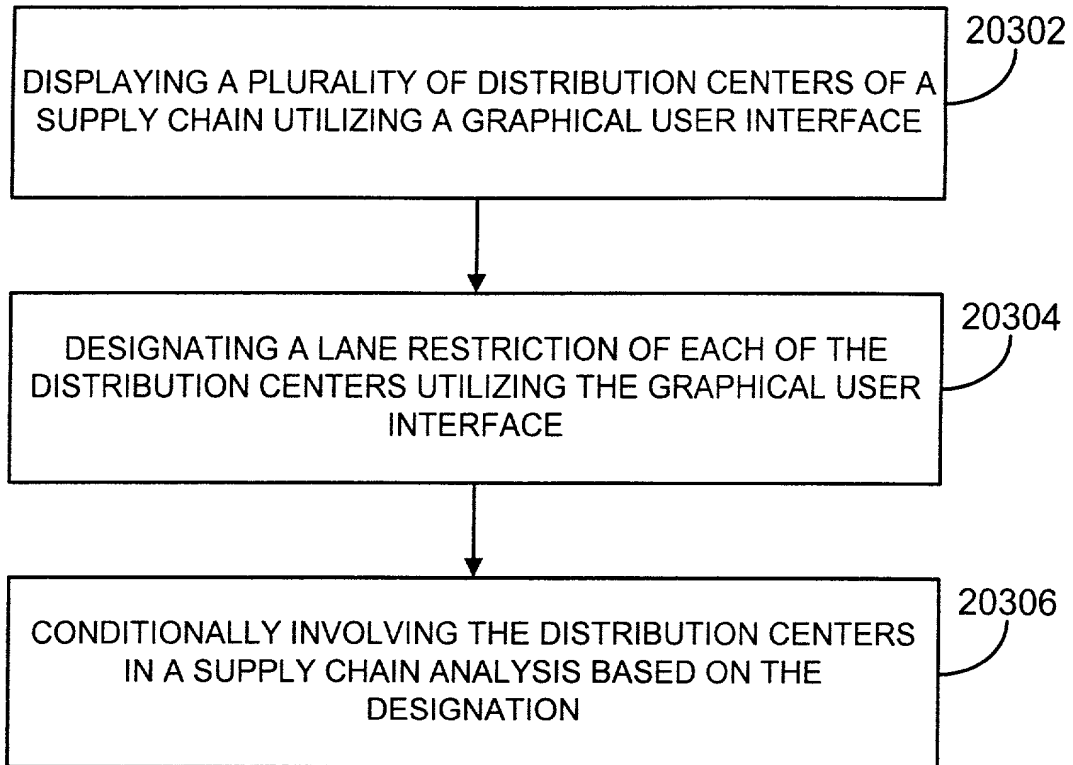 20302
DISPLAYING A PLURALITY OF DISTRIBUTION CENTERS OF A
SUPPLY CHAIN UTILIZING A GRAPHICAL USER INTERFACE
20304
DESIGNATING A LANE RESTRICTION OF EACH OF THE
DISTRIBUTION CENTERS UTILIZING THE GRAPHICAL USER
INTERFACE
20306
CONDITIONALLY INVOLVING THE DISTRIBUTION CENTERS
IN A SUPPLY CHAIN ANALYSIS BASED ON THE
DESIGNATION